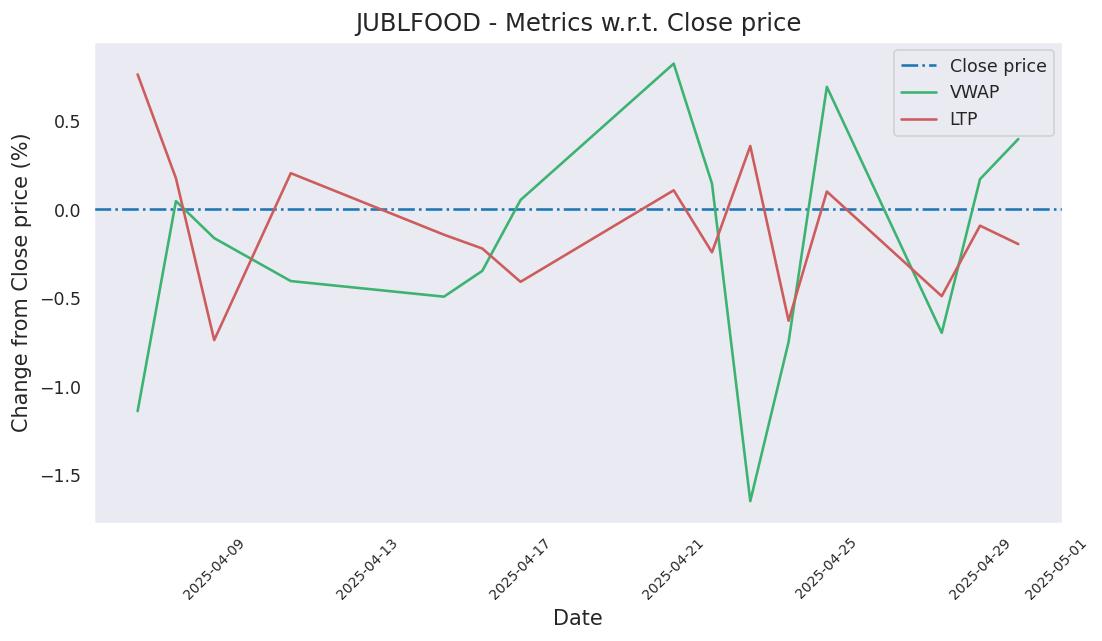 JUBLFOOD - Metrics w.r.t. Close price
Close price
VWAP
LTP
Change from Close price (%)
0.5
0.0
−0.5
−1.0
−1.5
2025-04-09
2025-04-13
2025-04-17
2025-04-21
2025-04-25
2025-04-29
2025-05-01
Date